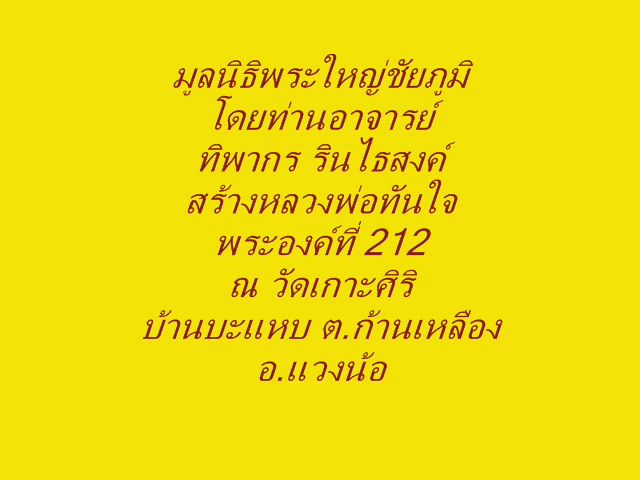 มูลนิธิพระใหญ่ชัยภูมิ
โดยท่านอาจารย์
ทิพากร รินไธสงค์
สร้างหลวงพ่อทันใจ
พระองค์ที่ 212
ณ วัดเกาะศิริ
บ้านบะแหบ ต.ก้านเหลือง
อ.แวงน้อ